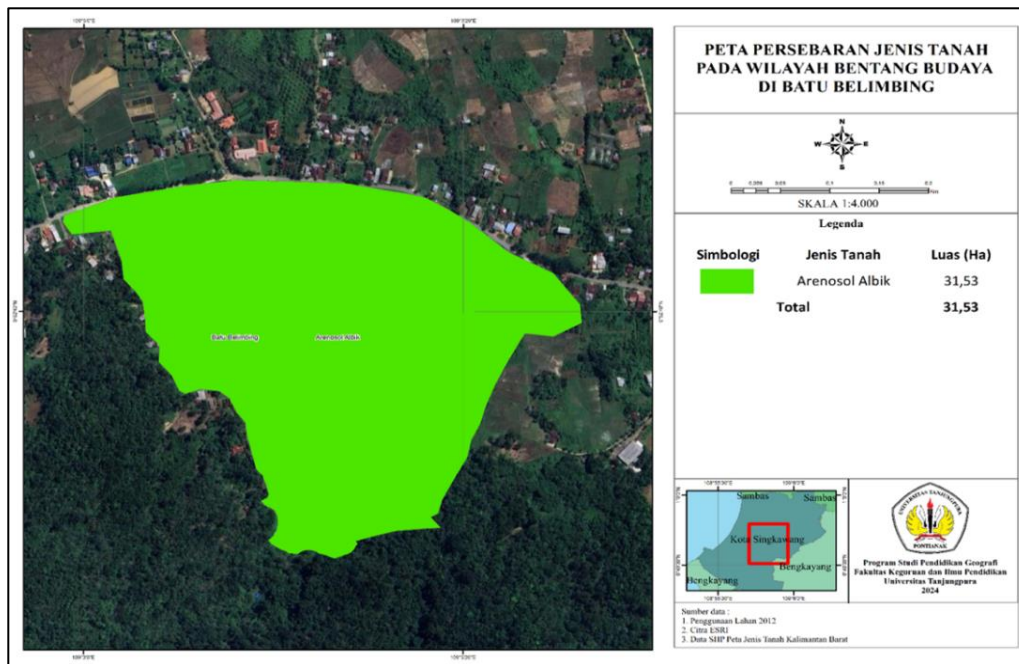 PETA PERSEBARAN JENIS TANAH
PADA WILAYAH BENTANG BUDAYA
DI BATU BELIMBING
N
W E
S
SKALA 1:4.000
Legenda
Simbologi Jenis Tanah Luas (Ha)
Arenosol Albik 31,53
Total 31,53
Batu Belimbing Arenosol Albik
Sambas Sambas
Kota Singkawang
Bengkayang
Bengkayang
UNIVERSITAS TANJUNGPURA
PONTIANAK
Program Studi Pendidikan Geografi
Fakultas Keguruan dan Ilmu Pendidikan
Universitas Tanjungpura
2024
Sumber data :
1. Penggunaan Lahan 2012
2. Citra ESRI
3. Data SHP Peta Jenis Tanah Kalimantan Barat